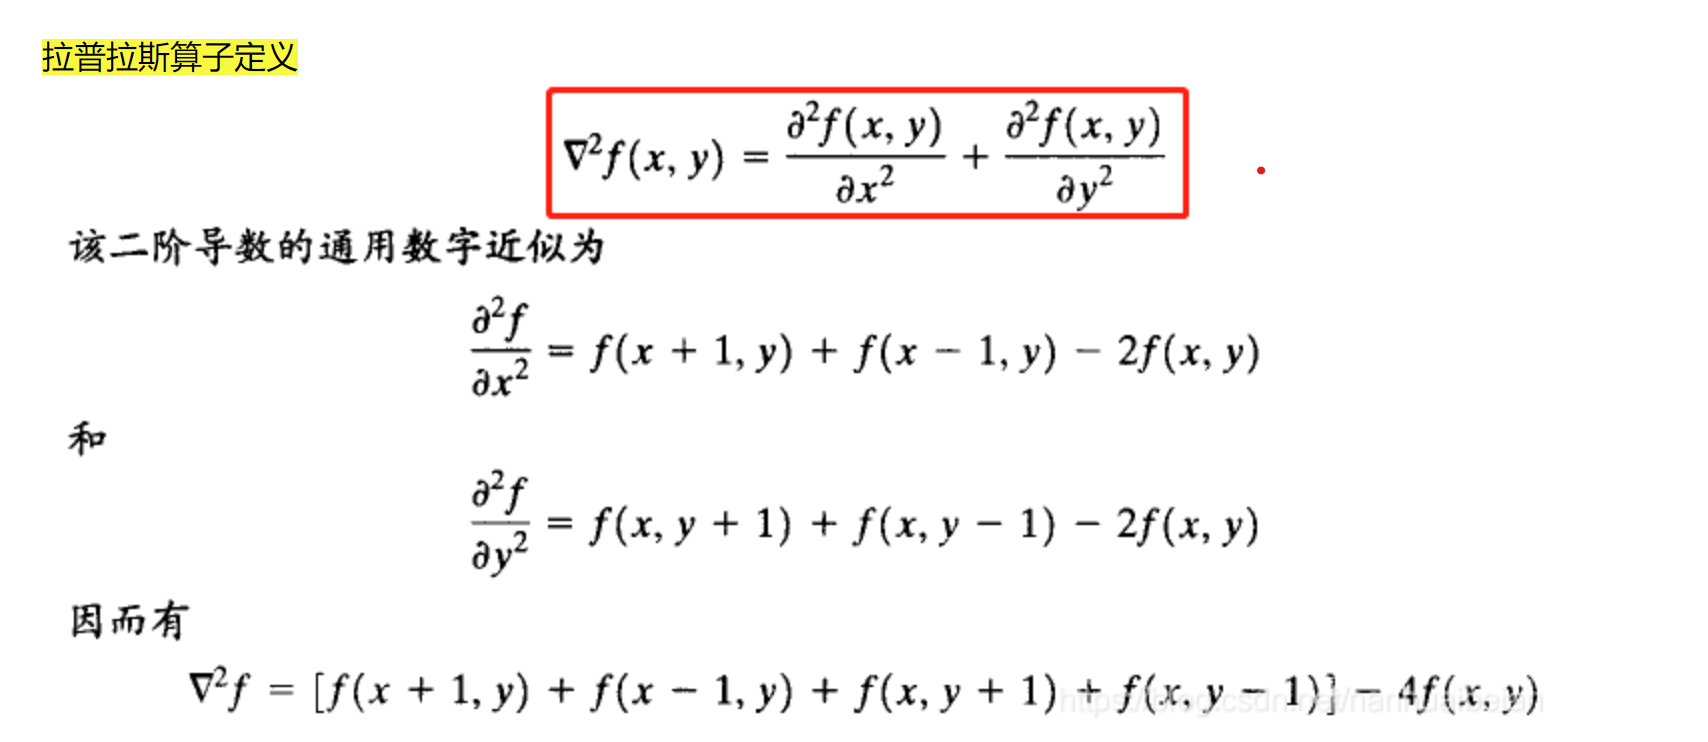 拉普拉斯算子定义
∇²f(x, y) = ∂²f(x, y)/∂x² + ∂²f(x, y)/∂y²
该二阶导数的通用数字近似为
∂²f/∂x² = f(x + 1, y) + f(x − 1, y) − 2f(x, y)
和
∂²f/∂y² = f(x, y + 1) + f(x, y − 1) − 2f(x, y)
因而有
∇²f = [f(x + 1, y) + f(x − 1, y) + f(x, y + 1) + f(x, y − 1)] − 4f(x, y)